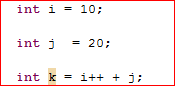 int i = 10;
int j  = 20;
int k = i++ + j;